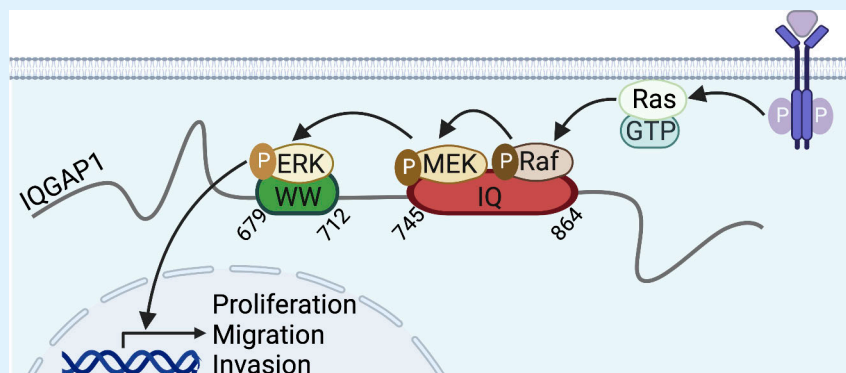 P
P
Ras
GTP
P
ERK
P
MEK
P
Raf
IQGAP1
WW
IQ
679
712
745
864
Proliferation
Migration
Invasion